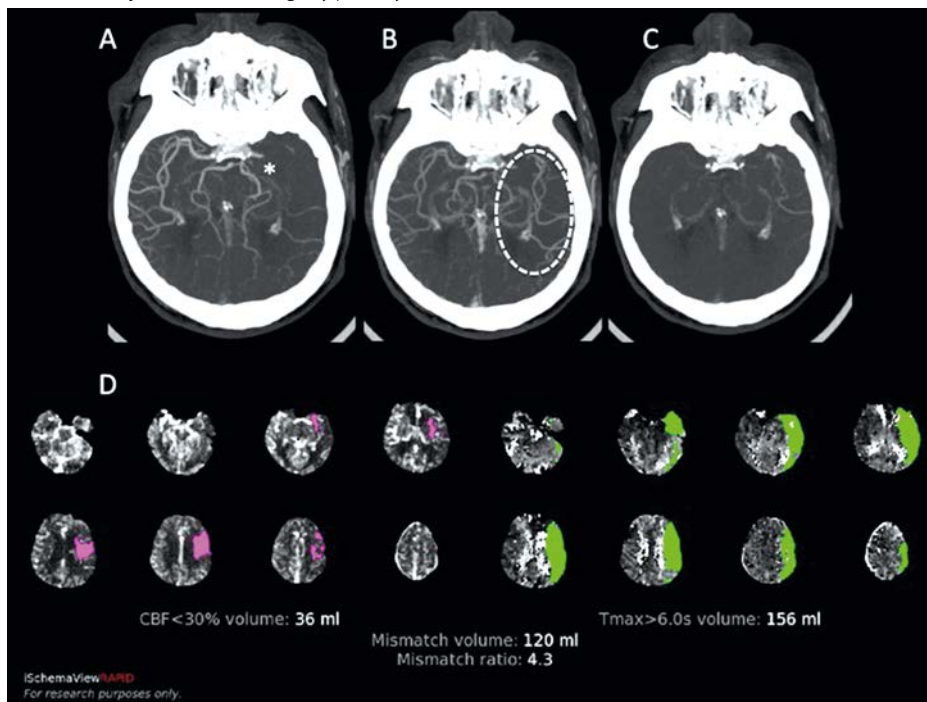 A B C
*
D
CBF<30% volume: 36 ml
Tmax>6.0s volume: 156 ml
Mismatch volume: 120 ml
Mismatch ratio: 4.3
iSchemaViewRAPID
For research purposes only.